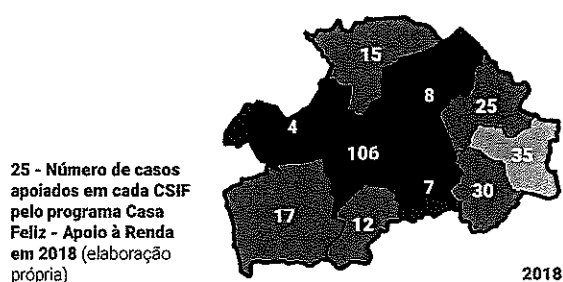 15
8
25
4
106
35
7
30
17
12
25 - Número de casos
apoiados em cada CSIF
pelo programa Casa
Feliz - Apoio à Renda
em 2018 (elaboração
própria)
2018